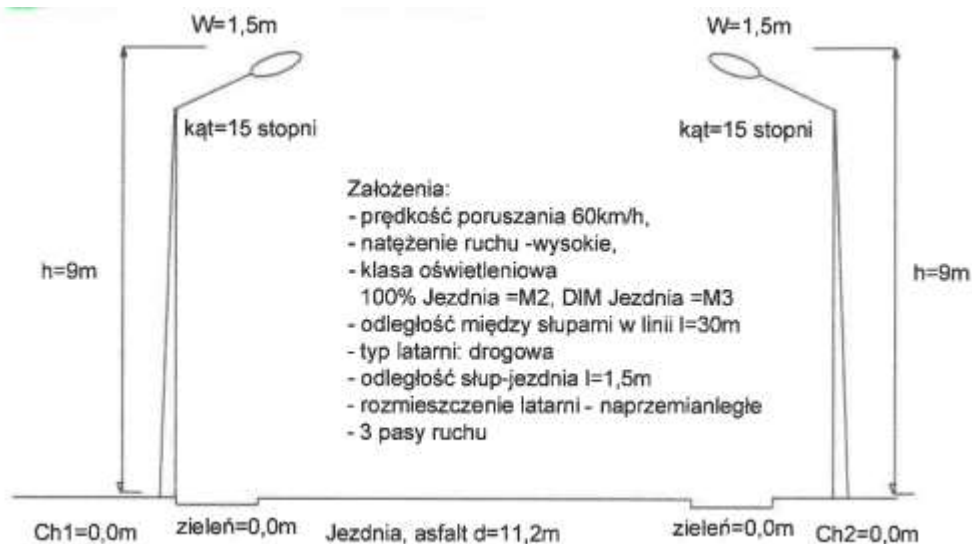 W=1,5m
W=1,5m
kąt=15 stopni
kąt=15 stopni
Założenia:
- prędkość poruszania 60km/h,
- natężenie ruchu -wysokie,
- klasa oświetleniowa
100% Jezdnia =M2, DIM Jezdnia =M3
- odległość między słupami w linii l=30m
- typ latarni: drogowa
- odległość słup-jezdnia l=1,5m
- rozmieszczenie latarni - naprzemianległe
- 3 pasy ruchu
h=9m
h=9m
Ch1=0,0m
zieleń=0,0m
Jezdnia, asfalt d=11,2m
zieleń=0,0m
Ch2=0,0m